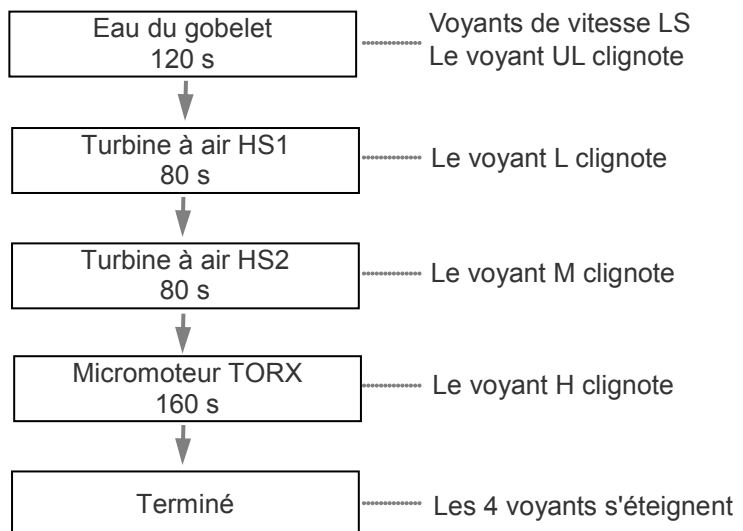 Eau du gobelet
120 s
Voyants de vitesse LS
Le voyant UL clignote
Turbine à air HS1
80 s
Le voyant L clignote
Turbine à air HS2
80 s
Le voyant M clignote
Micromoteur TORX
160 s
Le voyant H clignote
Terminé
Les 4 voyants s'éteignent